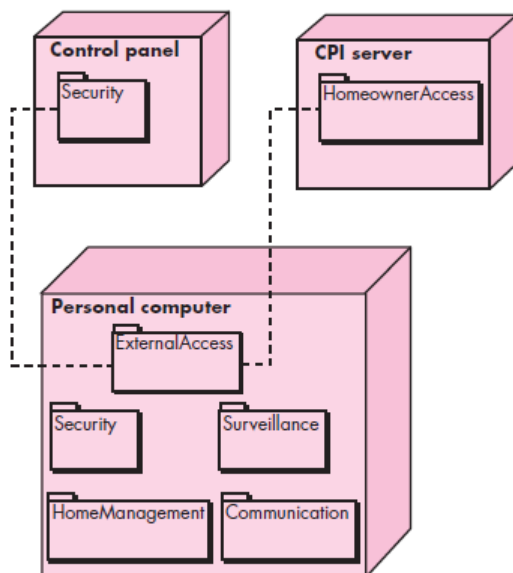 Control panel
Security
CPI server
HomeownerAccess
Personal computer
ExternalAccess
Security
Surveillance
HomeManagement
Communication